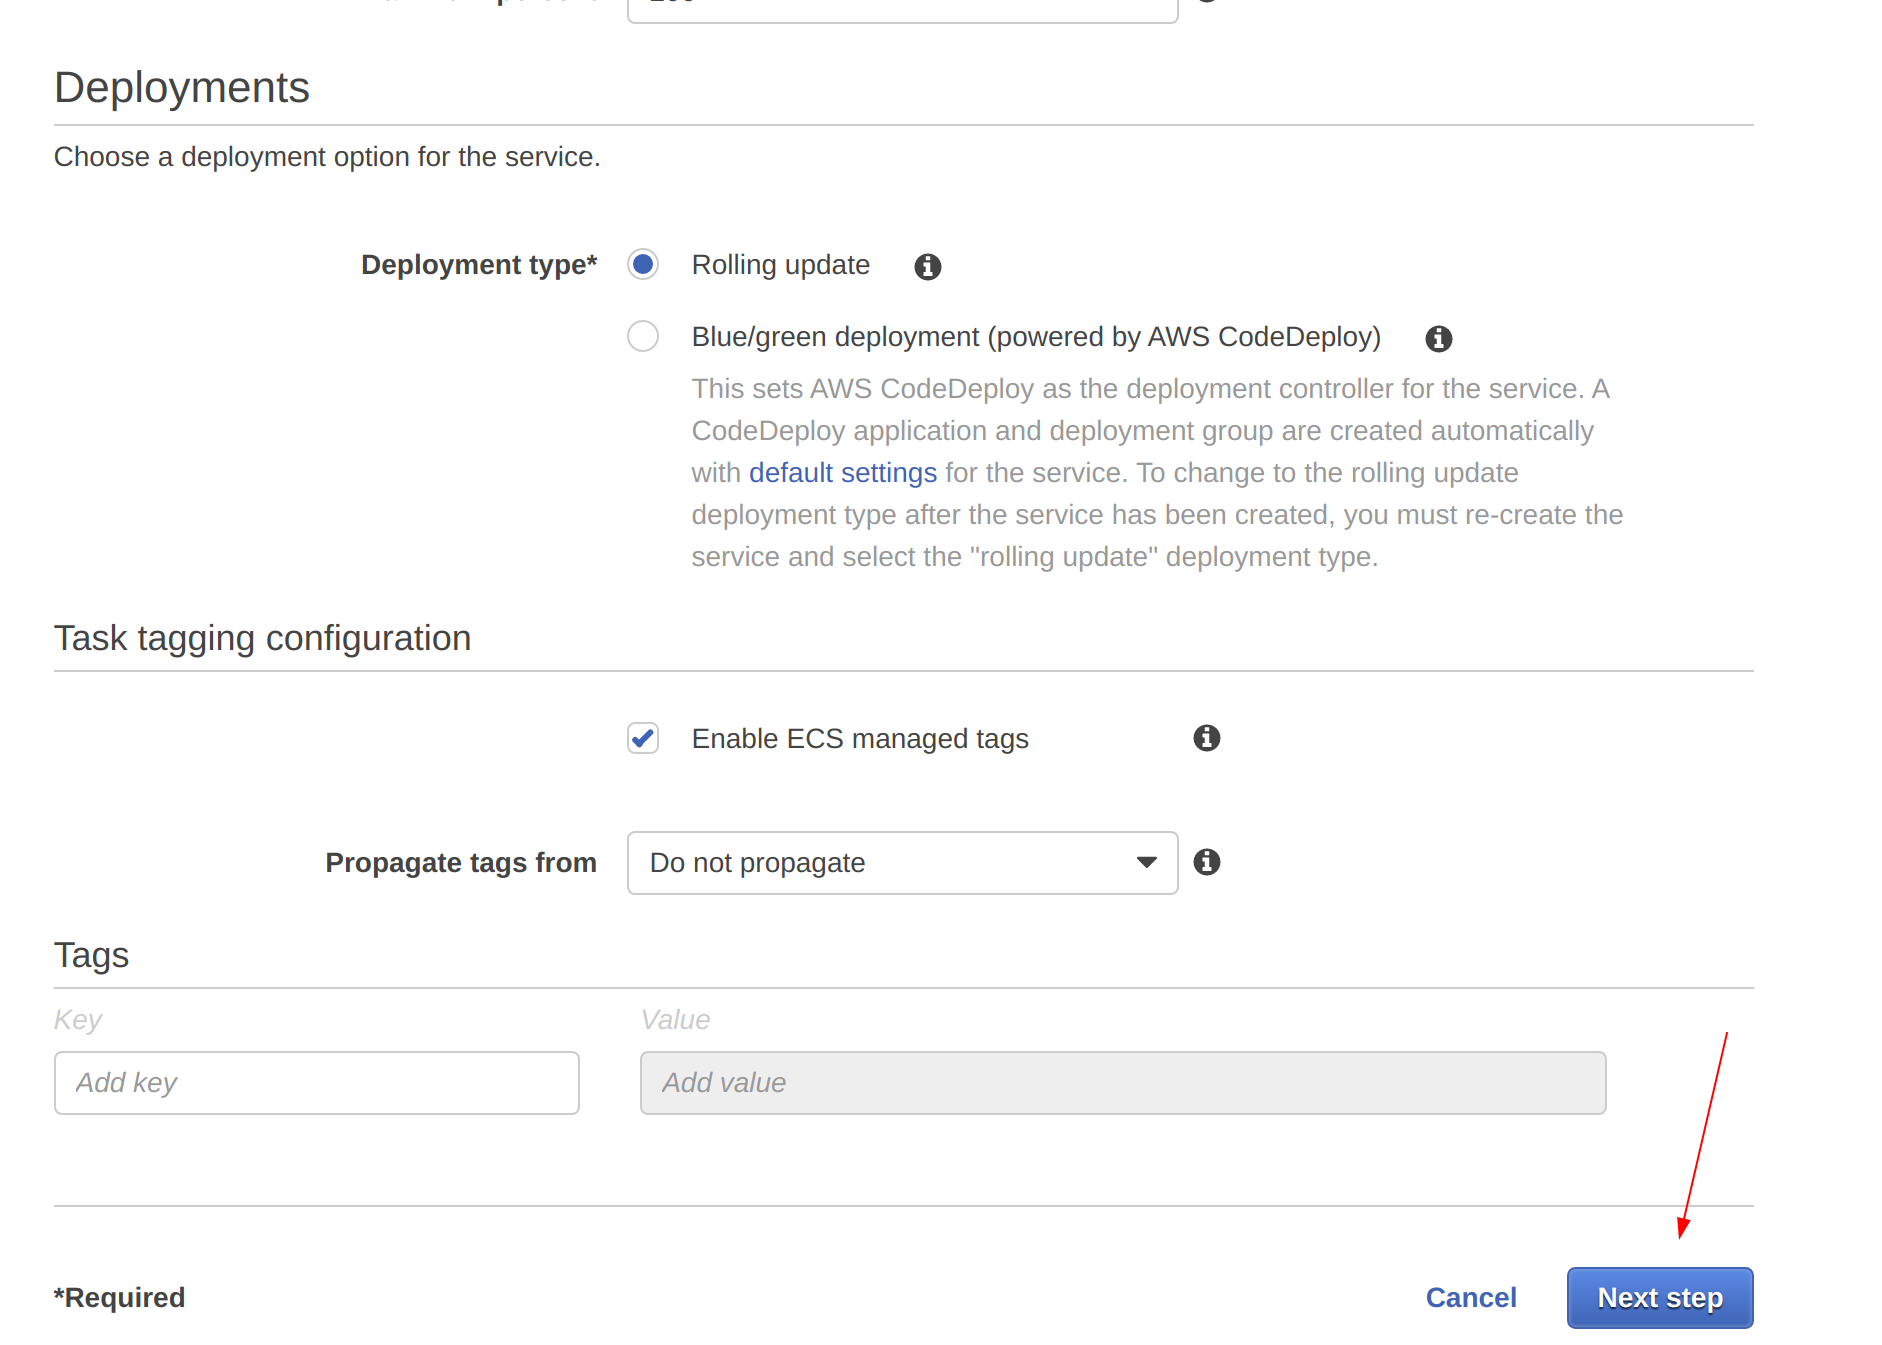 Deployments
Choose a deployment option for the service.
Deployment type*
Rolling update
Blue/green deployment (powered by AWS CodeDeploy)
This sets AWS CodeDeploy as the deployment controller for the service. A
CodeDeploy application and deployment group are created automatically
with default settings for the service. To change to the rolling update
deployment type after the service has been created, you must re-create the
service and select the "rolling update" deployment type.
Task tagging configuration
Enable ECS managed tags
Propagate tags from
Do not propagate
Tags
Key Value
Add key Add value
*Required
Cancel
Next step